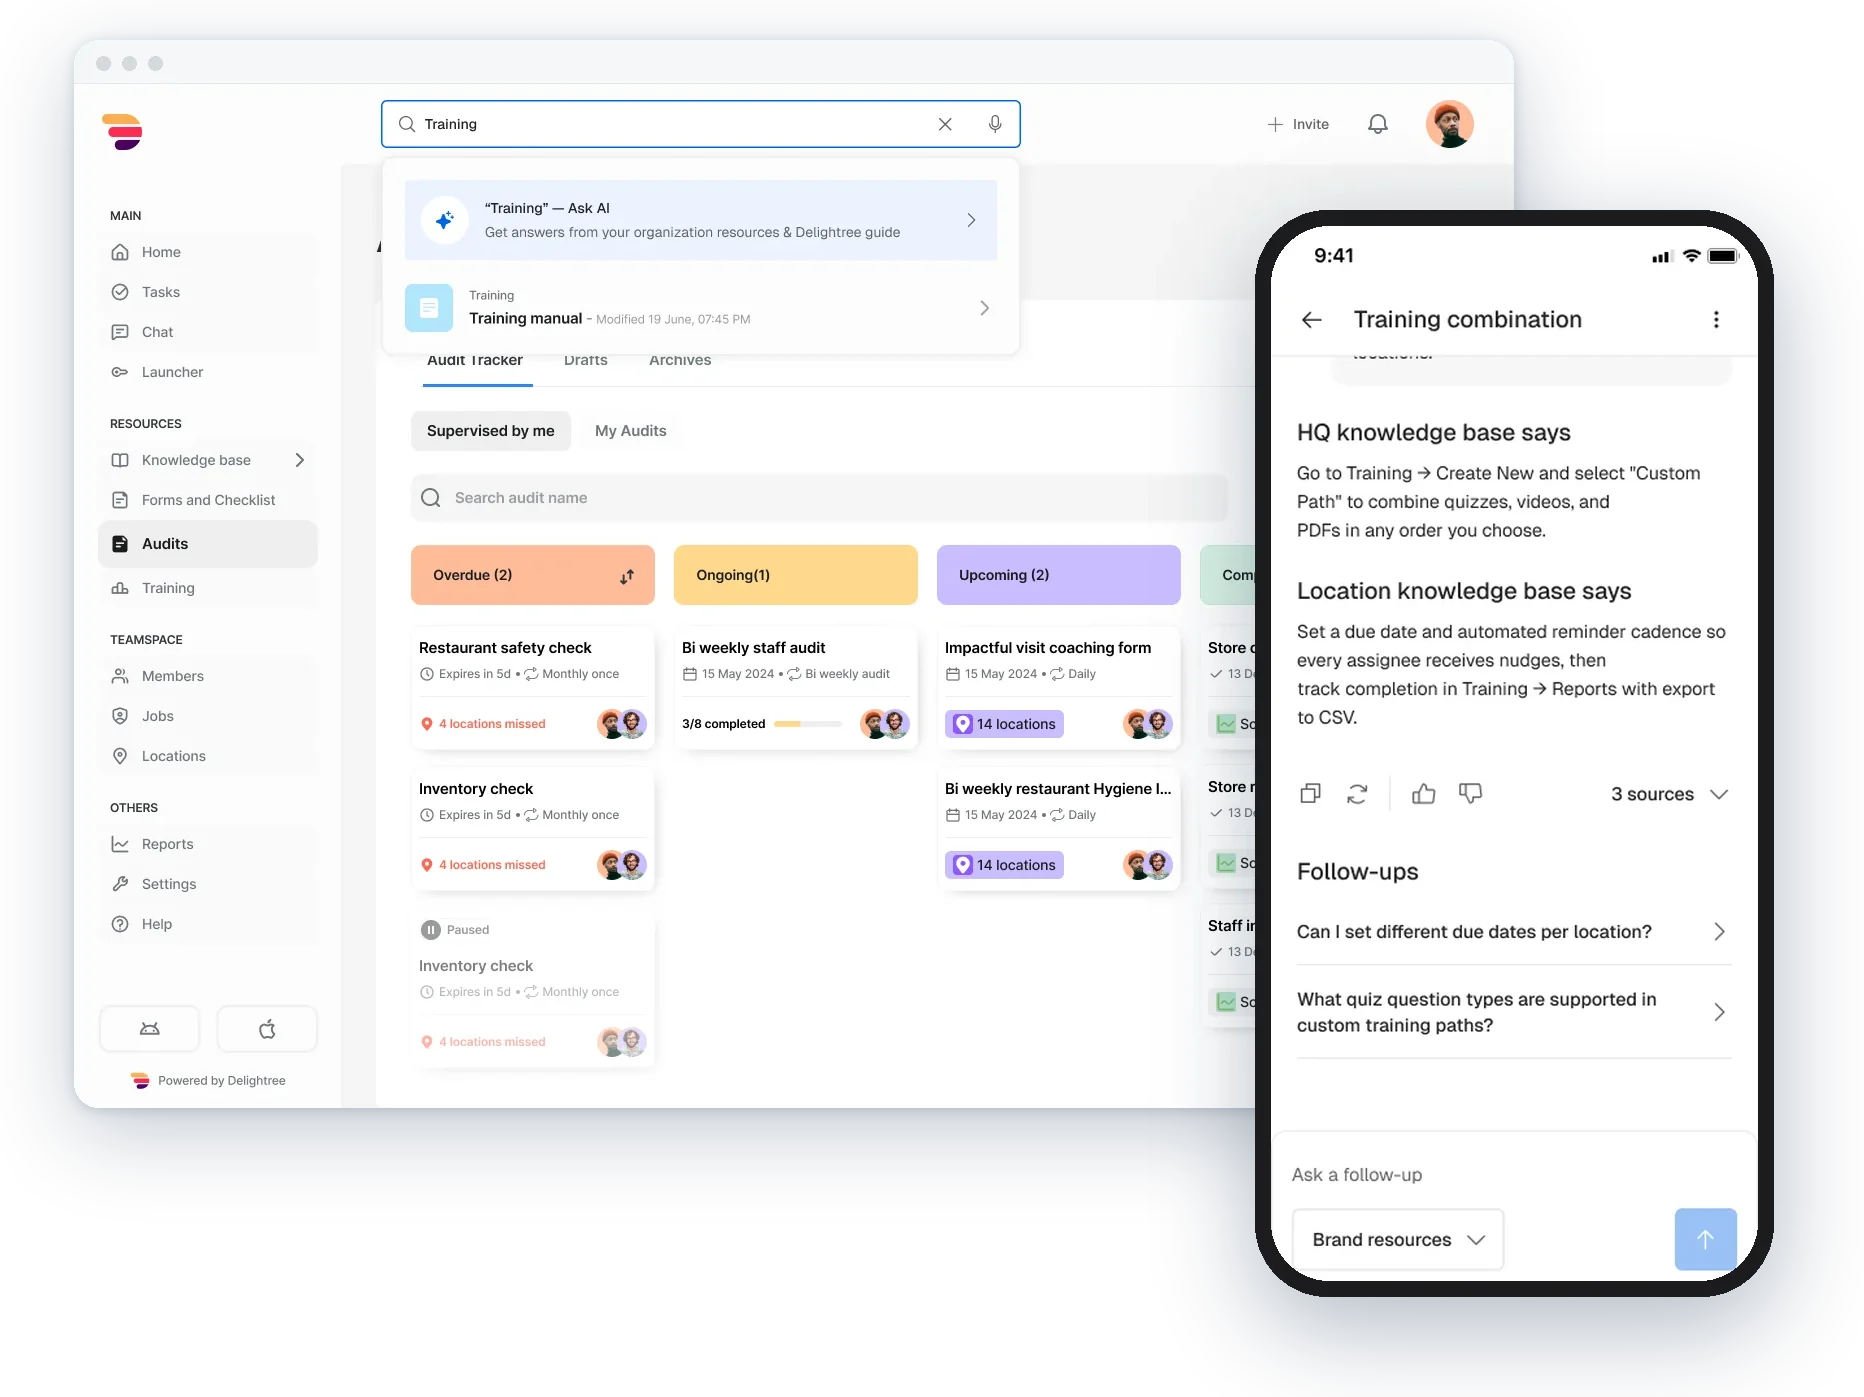 Training
Invite
"Training" — Ask AI
Get answers from your organization resources & Delightree guide
Training
Training manual - Modified 19 June, 07:45 PM
MAIN
Home
Tasks
Chat
Launcher
RESOURCES
Knowledge base
Forms and Checklist
Audits
Training
TEAMSPACE
Members
Jobs
Locations
OTHERS
Reports
Settings
Help
Powered by Delightree
Audit Tracker
Drafts
Archives
Supervised by me
My Audits
Search audit name
Overdue (2)
Restaurant safety check
Expires in 5d • Monthly once
4 locations missed
Inventory check
Expires in 5d • Monthly once
4 locations missed
Paused
Inventory check
Expires in 5d • Monthly once
4 locations missed
Ongoing(1)
Bi weekly staff audit
15 May 2024 • Bi weekly audit
3/8 completed
Upcoming (2)
Impactful visit coaching form
15 May 2024 • Daily
14 locations
Bi weekly restaurant Hygiene I...
15 May 2024 • Daily
14 locations
Store
13
Store
13
Staff
13
9:41
Training combination
locations.
HQ knowledge base says
Go to Training → Create New and select "Custom
Path" to combine quizzes, videos, and
PDFs in any order you choose.
Location knowledge base says
Set a due date and automated reminder cadence so
every assignee receives nudges, then
track completion in Training → Reports with export
to CSV.
3 sources
Follow-ups
Can I set different due dates per location?
What quiz question types are supported in
custom training paths?
Ask a follow-up
Brand resources